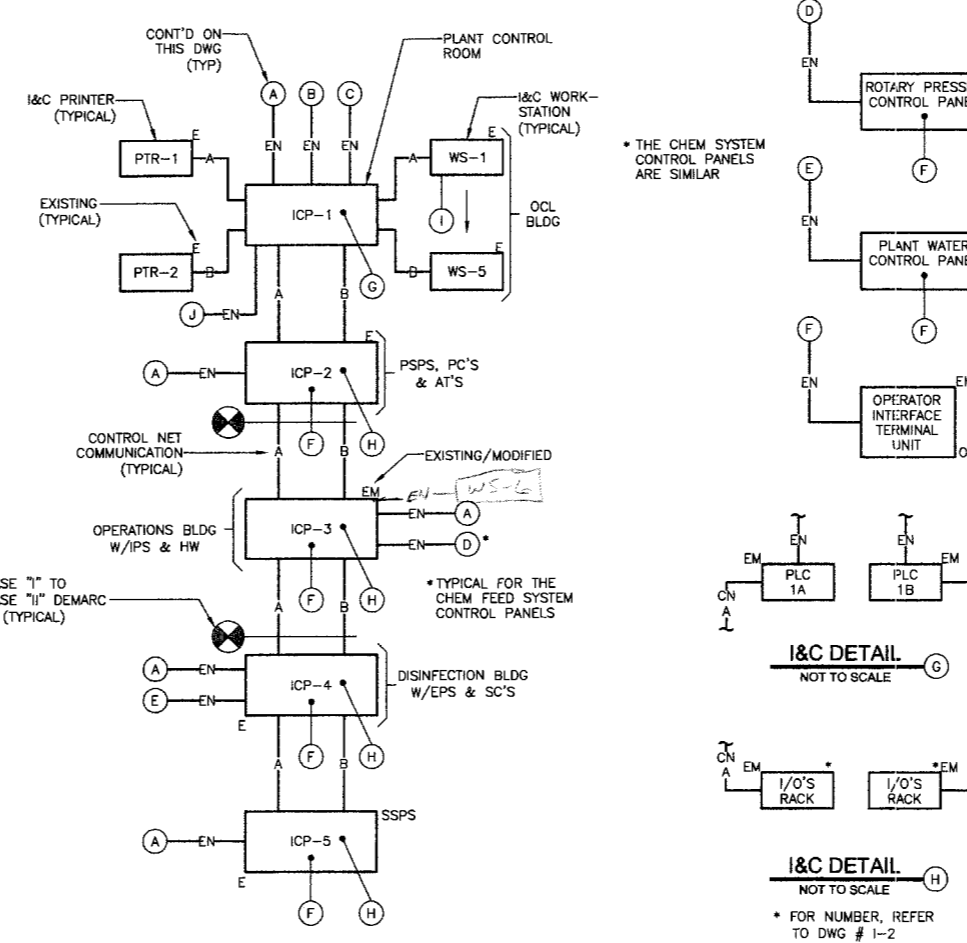 CONT'D ON
THIS DWG
(TYP)
PLANT CONTROL
ROOM
I&C PRINTER
(TYPICAL)
A
B
C
I&C WORK-
STATION
(TYPICAL)
EN
EN
EN
E
PTR-1
A
A
E
WS-1
ICP-1
I
OCL
BLDG
EXISTING
(TYPICAL)
E
PTR-2
B
B
E
WS-5
G
J
EN
A
B
A
EN
E
ICP-2
PSPS, PC'S
& AT'S
F
H
CONTROL NET
COMMUNICATION
(TYPICAL)
A
B
EXISTING/MODIFIED
EM
EN
WS-6
OPERATIONS BLDG
W/IPS & HW
ICP-3
EN
A
EN
D
*
F
H
* TYPICAL FOR THE
CHEM FEED SYSTEM
CONTROL PANELS
SE "I" TO
SE "II" DEMARC
(TYPICAL)
A
B
A
EN
E
EN
ICP-4
E
DISINFECTION BLDG
W/EPS & SC'S
F
H
A
B
A
EN
ICP-5
SSPS
E
F
H
* THE CHEM SYSTEM
CONTROL PANELS
ARE SIMILAR
D
EN
ROTARY PRESS
CONTROL PANE
F
E
EN
PLANT WATER
CONTROL PANE
F
F
EN
OPERATOR
INTERFACE
TERMINAL
UNIT
EN
EN
EM
PLC
1A
EM
PLC
1B
CN
A
I&C DETAIL
NOT TO SCALE
G
CN
A
EM
*
I/O'S
RACK
*EM
I/O'S
RACK
I&C DETAIL
NOT TO SCALE
H
* FOR NUMBER, REFER
TO DWG # I-2